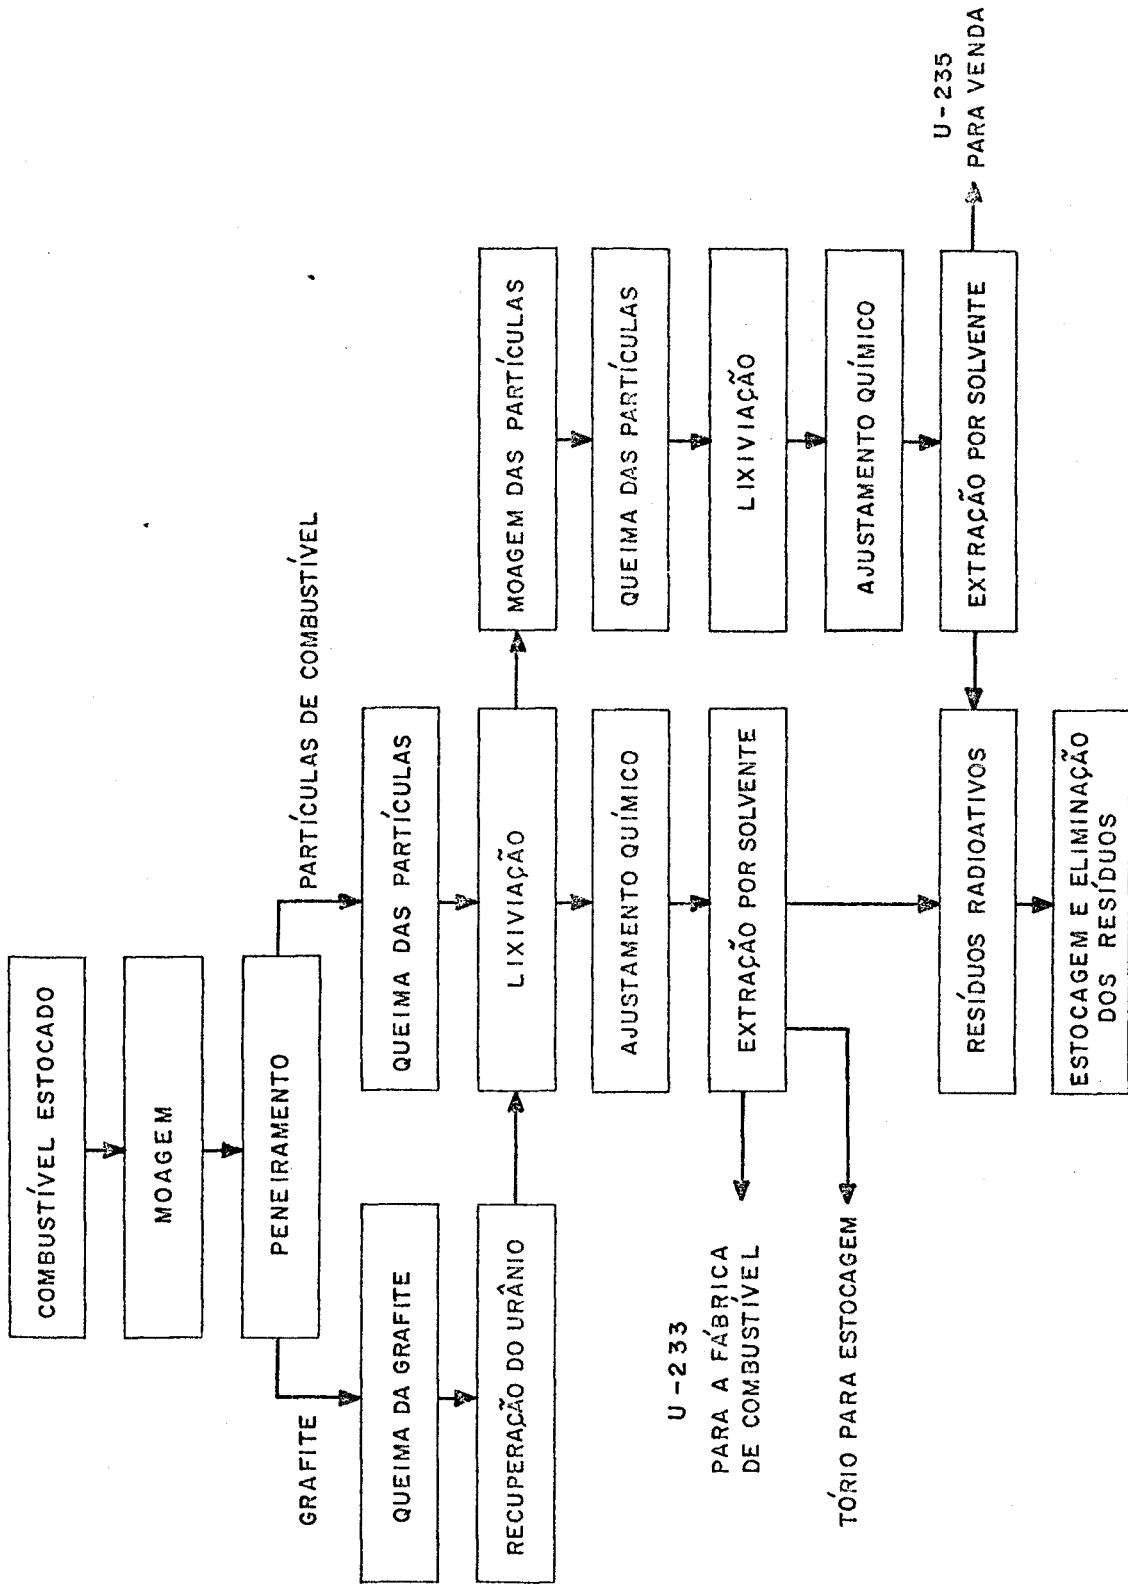 COMBUSTÍVEL ESTOCADO
MOAGEM
PENEIRAMENTO
GRAFITE
PARTÍCULAS DE COMBUSTÍVEL
QUEIMA DA GRAFITE
RECUPERAÇÃO DO URÂNIO
QUEIMA DAS PARTÍCULAS
LIXIVIAÇÃO
AJUSTAMENTO QUÍMICO
EXTRAÇÃO POR SOLVENTE
U-233
PARA A FÁBRICA
DE COMBUSTÍVEL
TÓRIO PARA ESTOCAGEM
MOAGEM DAS PARTÍCULAS
QUEIMA DAS PARTÍCULAS
LIXIVIAÇÃO
AJUSTAMENTO QUÍMICO
EXTRAÇÃO POR SOLVENTE
U-235
PARA VENDA
RESÍDUOS RADIOATIVOS
ESTOCAGEM E ELIMINAÇÃO
DOS RESÍDUOS